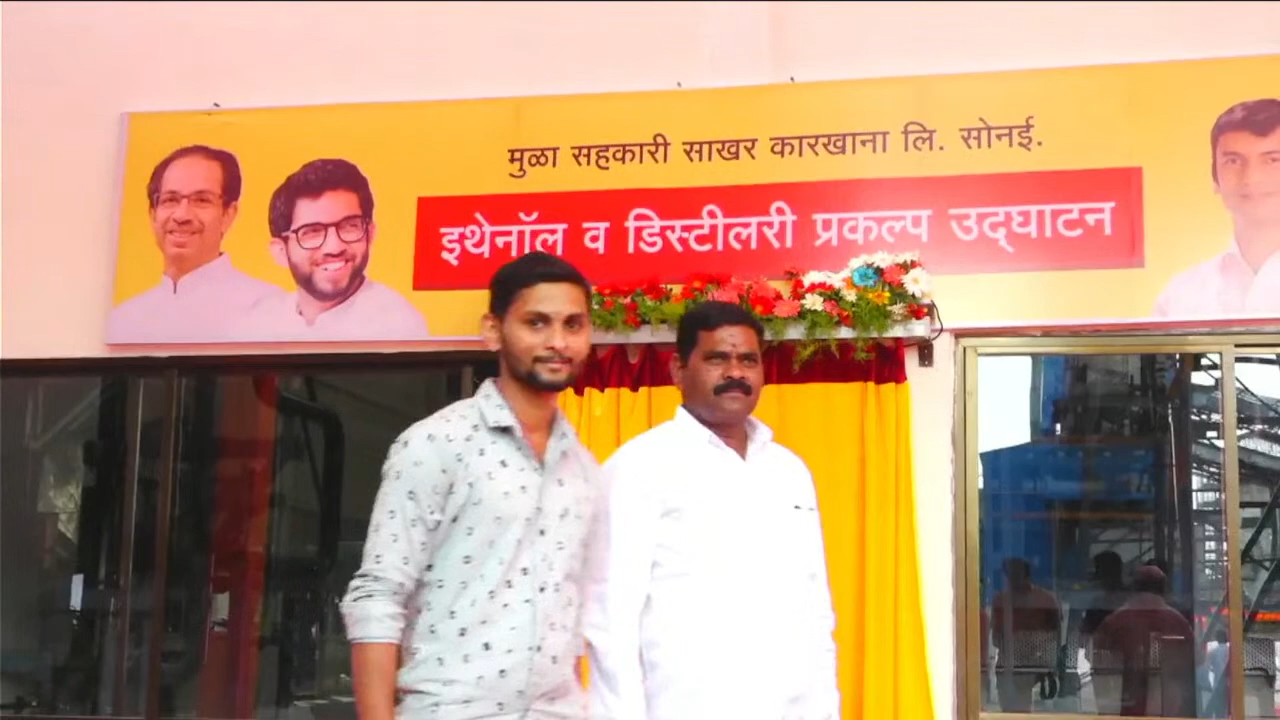 मुळा सहकारी साखर कारखाना लि. सोनई.
इथेनॉल व डिस्टीलरी प्रकल्प उद्‌घाटन